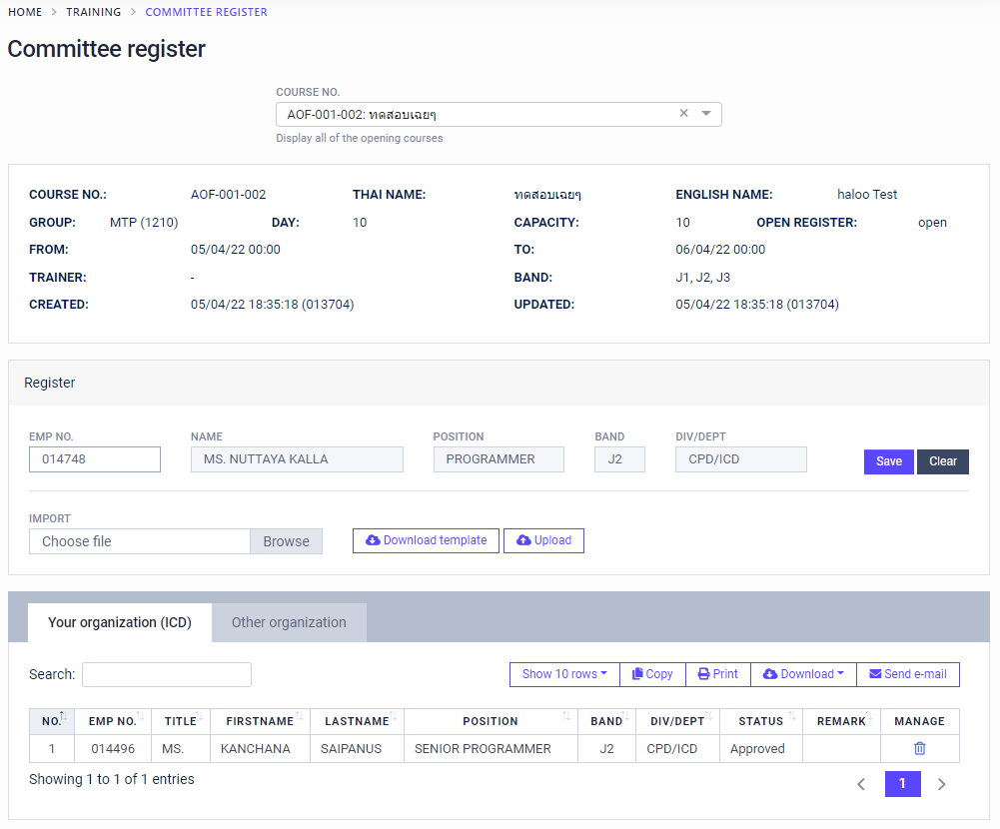 HOME > TRAINING > COMMITTEE REGISTER
Committee register
COURSE NO.
AOF-001-002: ทดสอบเฉยๆ
Display all of the opening courses
COURSE NO.: AOF-001-002 THAI NAME: ทดสอบเฉยๆ ENGLISH NAME: haloo Test
GROUP: MTP (1210) DAY: 10 CAPACITY: 10 OPEN REGISTER: open
FROM: 05/04/22 00:00 TO: 06/04/22 00:00
TRAINER: - BAND: J1, J2, J3
CREATED: 05/04/22 18:35:18 (013704) UPDATED: 05/04/22 18:35:18 (013704)
Register
EMP NO. NAME POSITION BAND DIV/DEPT
014748 MS. NUTTAYA KALLA PROGRAMMER J2 CPD/ICD Save Clear
IMPORT
Choose file Browse Download template Upload
Your organization (ICD) Other organization
Search: Show 10 rows Copy Print Download Send e-mail
NO. EMP NO. TITLE FIRSTNAME LASTNAME POSITION BAND DIV/DEPT STATUS REMARK MANAGE
1 014496 MS. KANCHANA SAIPANUS SENIOR PROGRAMMER J2 CPD/ICD Approved
Showing 1 to 1 of 1 entries
1